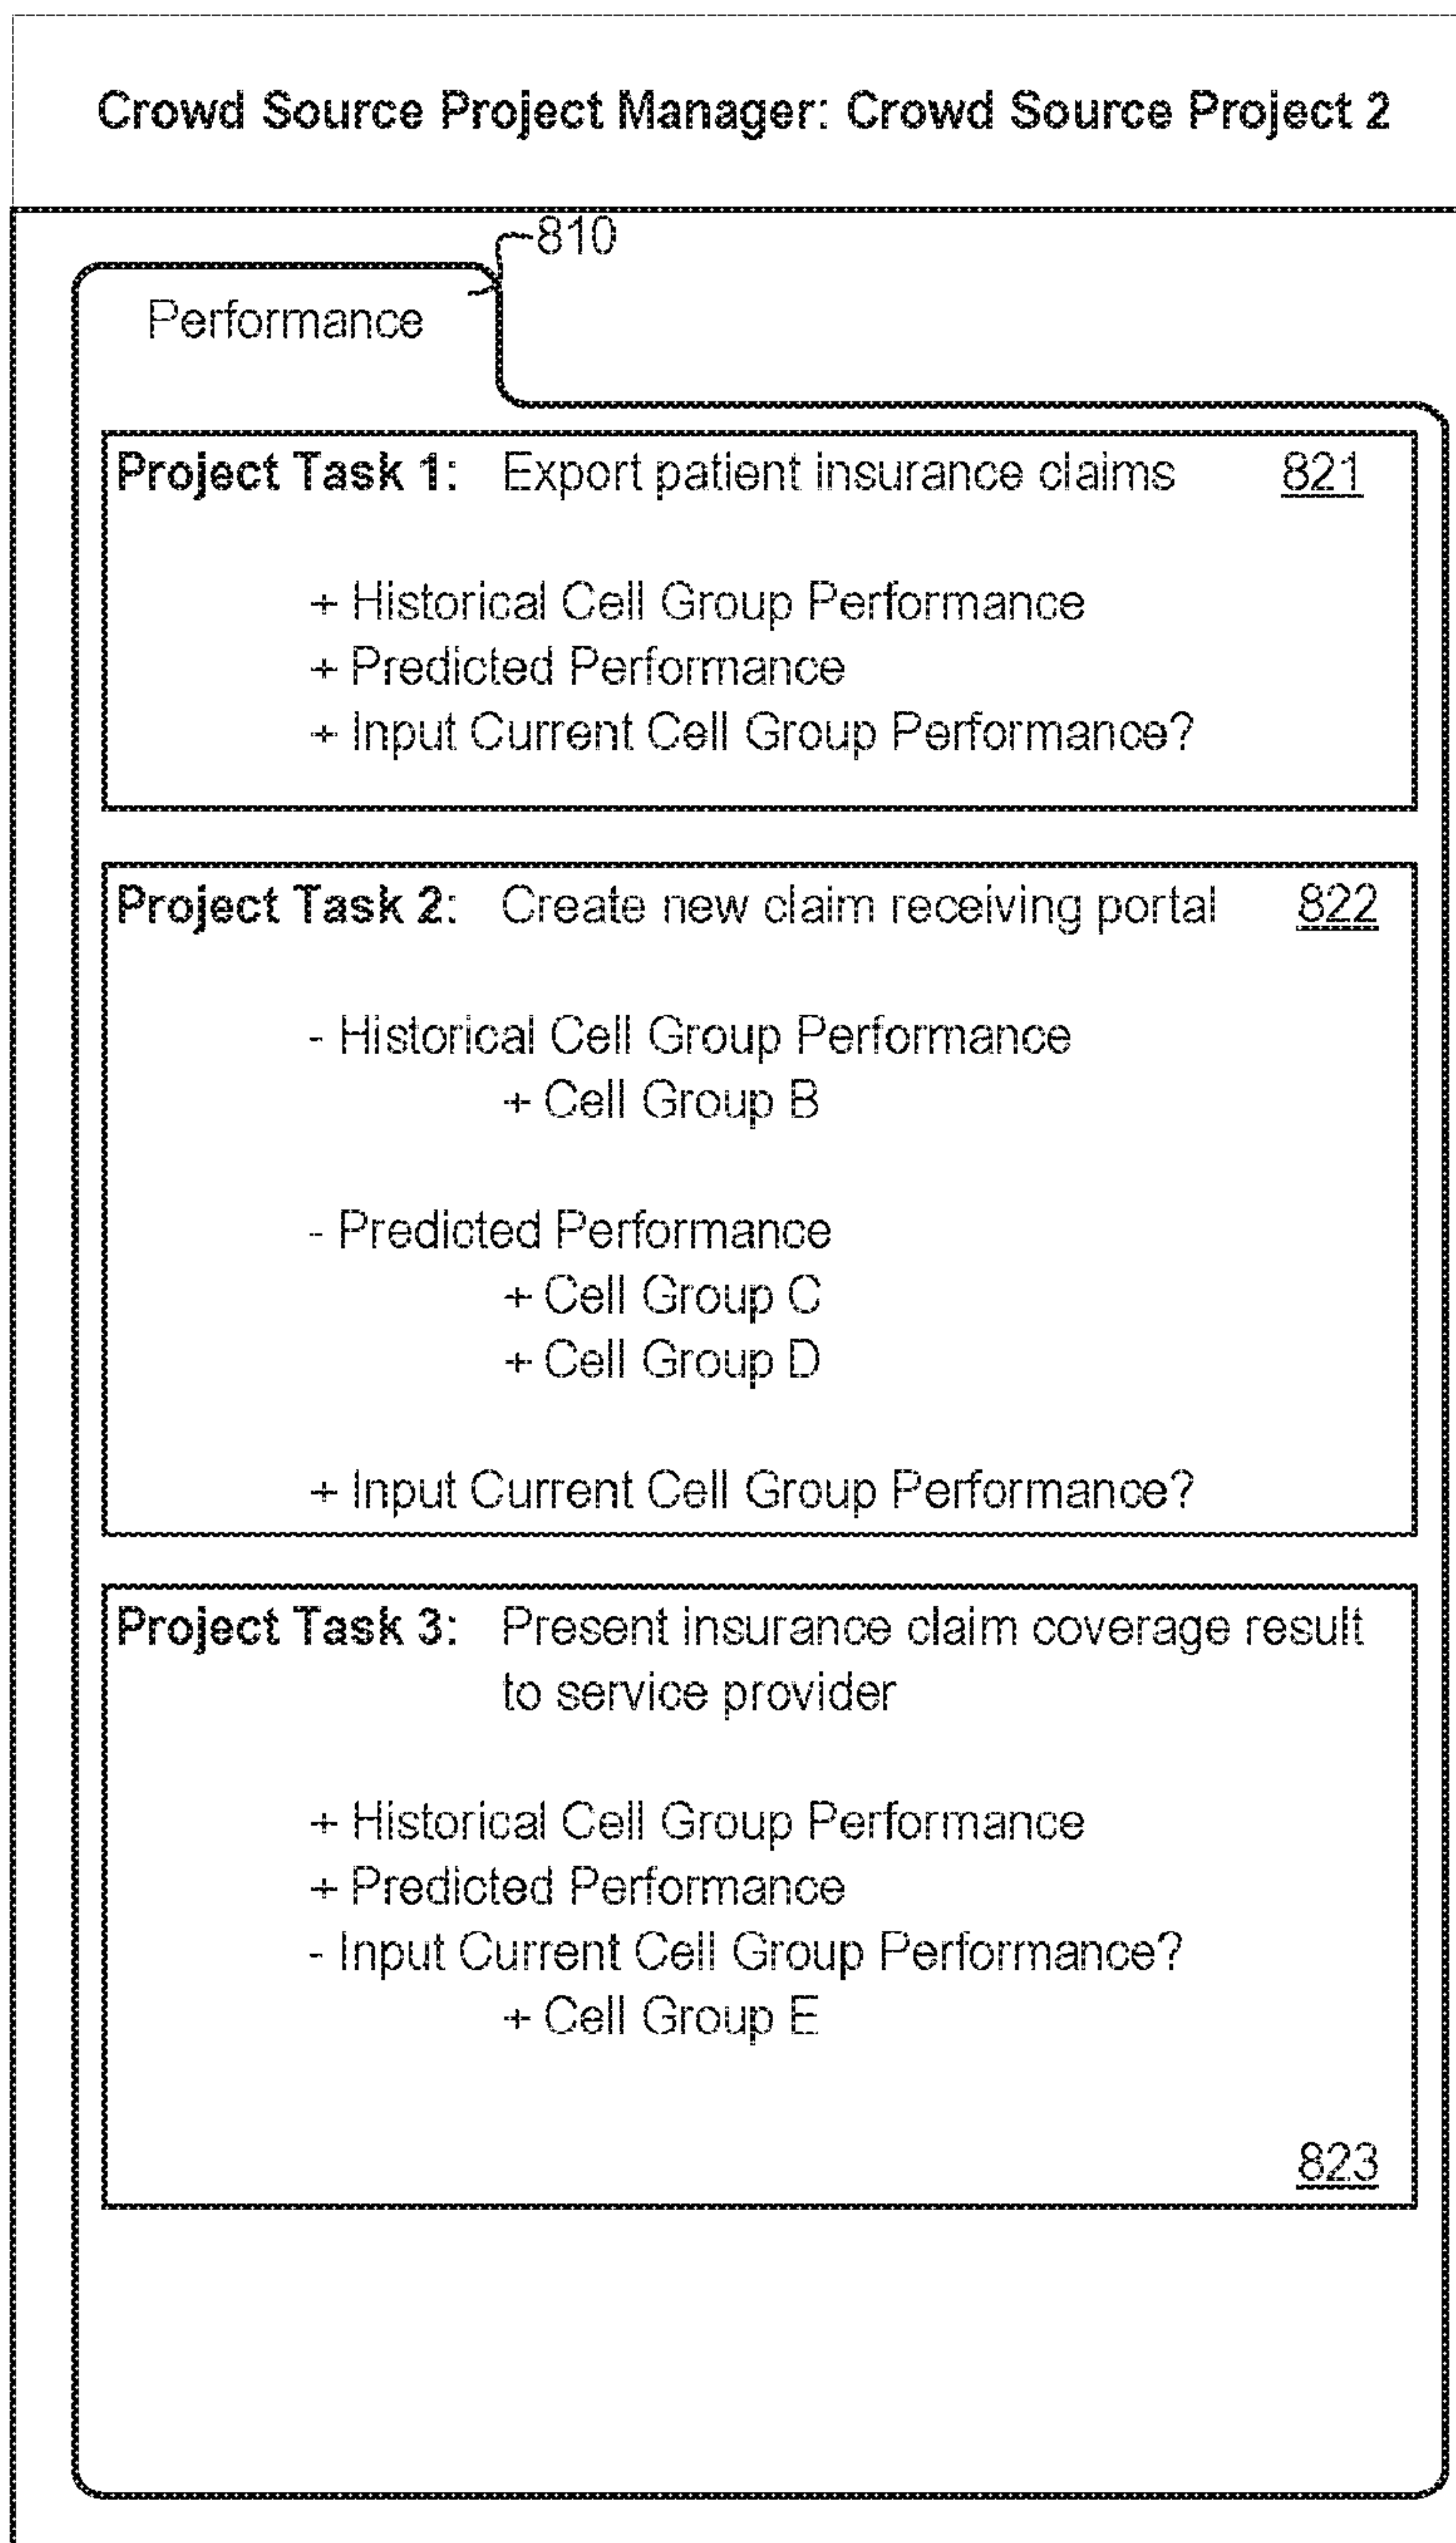 Crowd Source Project Manager: Crowd Source Project 2
810
Performance
Project Task 1: Export patient insurance claims 821
+ Historical Cell Group Performance
+ Predicted Performance
+ Input Current Cell Group Performance?
Project Task 2: Create new claim receiving portal 822
- Historical Cell Group Performance
+ Cell Group B
- Predicted Performance
+ Cell Group C
+ Cell Group D
+ Input Current Cell Group Performance?
Project Task 3: Present insurance claim coverage result
to service provider
+ Historical Cell Group Performance
+ Predicted Performance
- Input Current Cell Group Performance?
+ Cell Group E
823